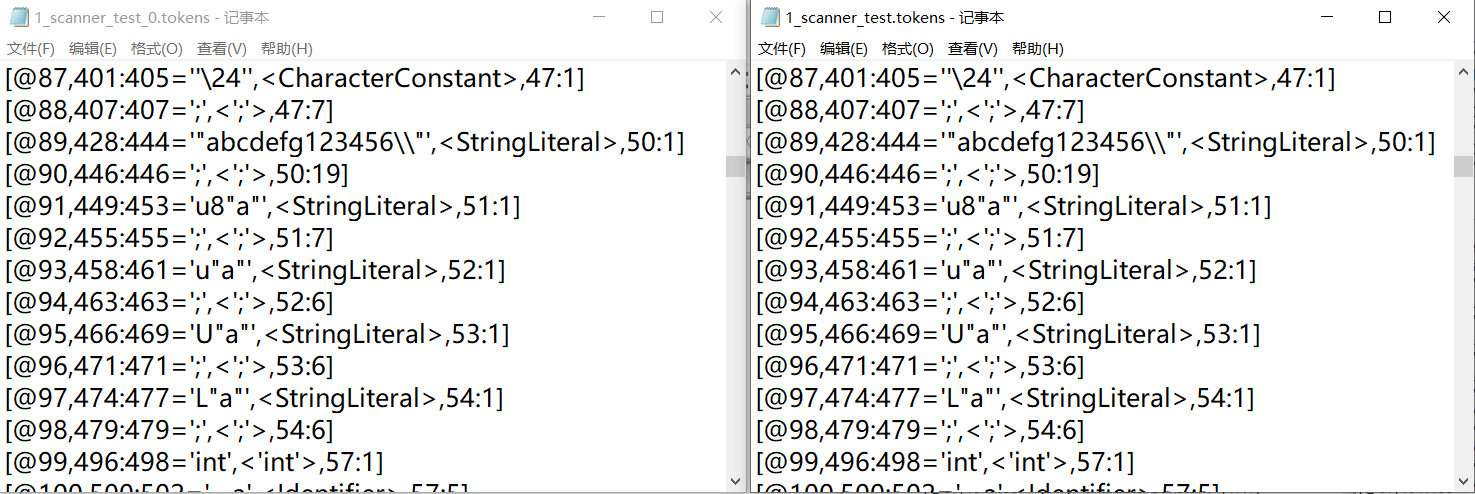 1_scanner_test_0.tokens - 记事本
文件(F) 编辑(E) 格式(O) 查看(V) 帮助(H)
[@87,401:405=''\24'',<CharacterConstant>,47:1]
[@88,407:407=';',<';'>,47:7]
[@89,428:444='"abcdefg123456\\"',<StringLiteral>,50:1]
[@90,446:446=';',<';'>,50:19]
[@91,449:453='u8"a"',<StringLiteral>,51:1]
[@92,455:455=';',<';'>,51:7]
[@93,458:461='u"a"',<StringLiteral>,52:1]
[@94,463:463=';',<';'>,52:6]
[@95,466:469='U"a"',<StringLiteral>,53:1]
[@96,471:471=';',<';'>,53:6]
[@97,474:477='L"a"',<StringLiteral>,54:1]
[@98,479:479=';',<';'>,54:6]
[@99,496:498='int',<'int'>,57:1]
1_scanner_test.tokens - 记事本
文件(F) 编辑(E) 格式(O) 查看(V) 帮助(H)
[@87,401:405=''\24'',<CharacterConstant>,47:1]
[@88,407:407=';',<';'>,47:7]
[@89,428:444='"abcdefg123456\\"',<StringLiteral>,50:1]
[@90,446:446=';',<';'>,50:19]
[@91,449:453='u8"a"',<StringLiteral>,51:1]
[@92,455:455=';',<';'>,51:7]
[@93,458:461='u"a"',<StringLiteral>,52:1]
[@94,463:463=';',<';'>,52:6]
[@95,466:469='U"a"',<StringLiteral>,53:1]
[@96,471:471=';',<';'>,53:6]
[@97,474:477='L"a"',<StringLiteral>,54:1]
[@98,479:479=';',<';'>,54:6]
[@99,496:498='int',<'int'>,57:1]